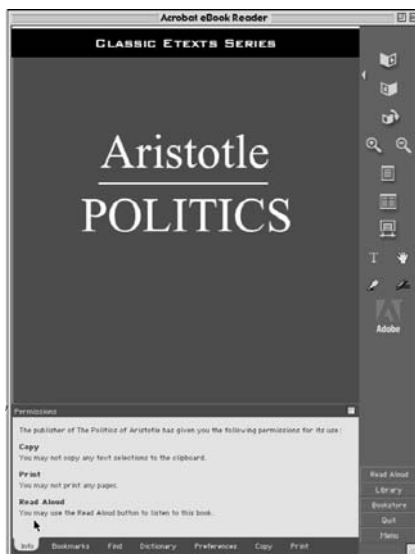 Acrobat eBook Reader
CLASSIC ETEXTS SERIES
Aristotle
POLITICS
T
Adobe
Permissions
The publisher of The Politics of Aristotle has given you the following permissions for its use:
Copy
You may not copy any text selections to the clipboard.
Print
You may not print any pages.
Read Aloud
You may use the Read Aloud button to listen to this book.
Read Aloud
Library
Bookstore
Quit
Menu
Info Bookmarks Find Dictionary Preferences Copy Print